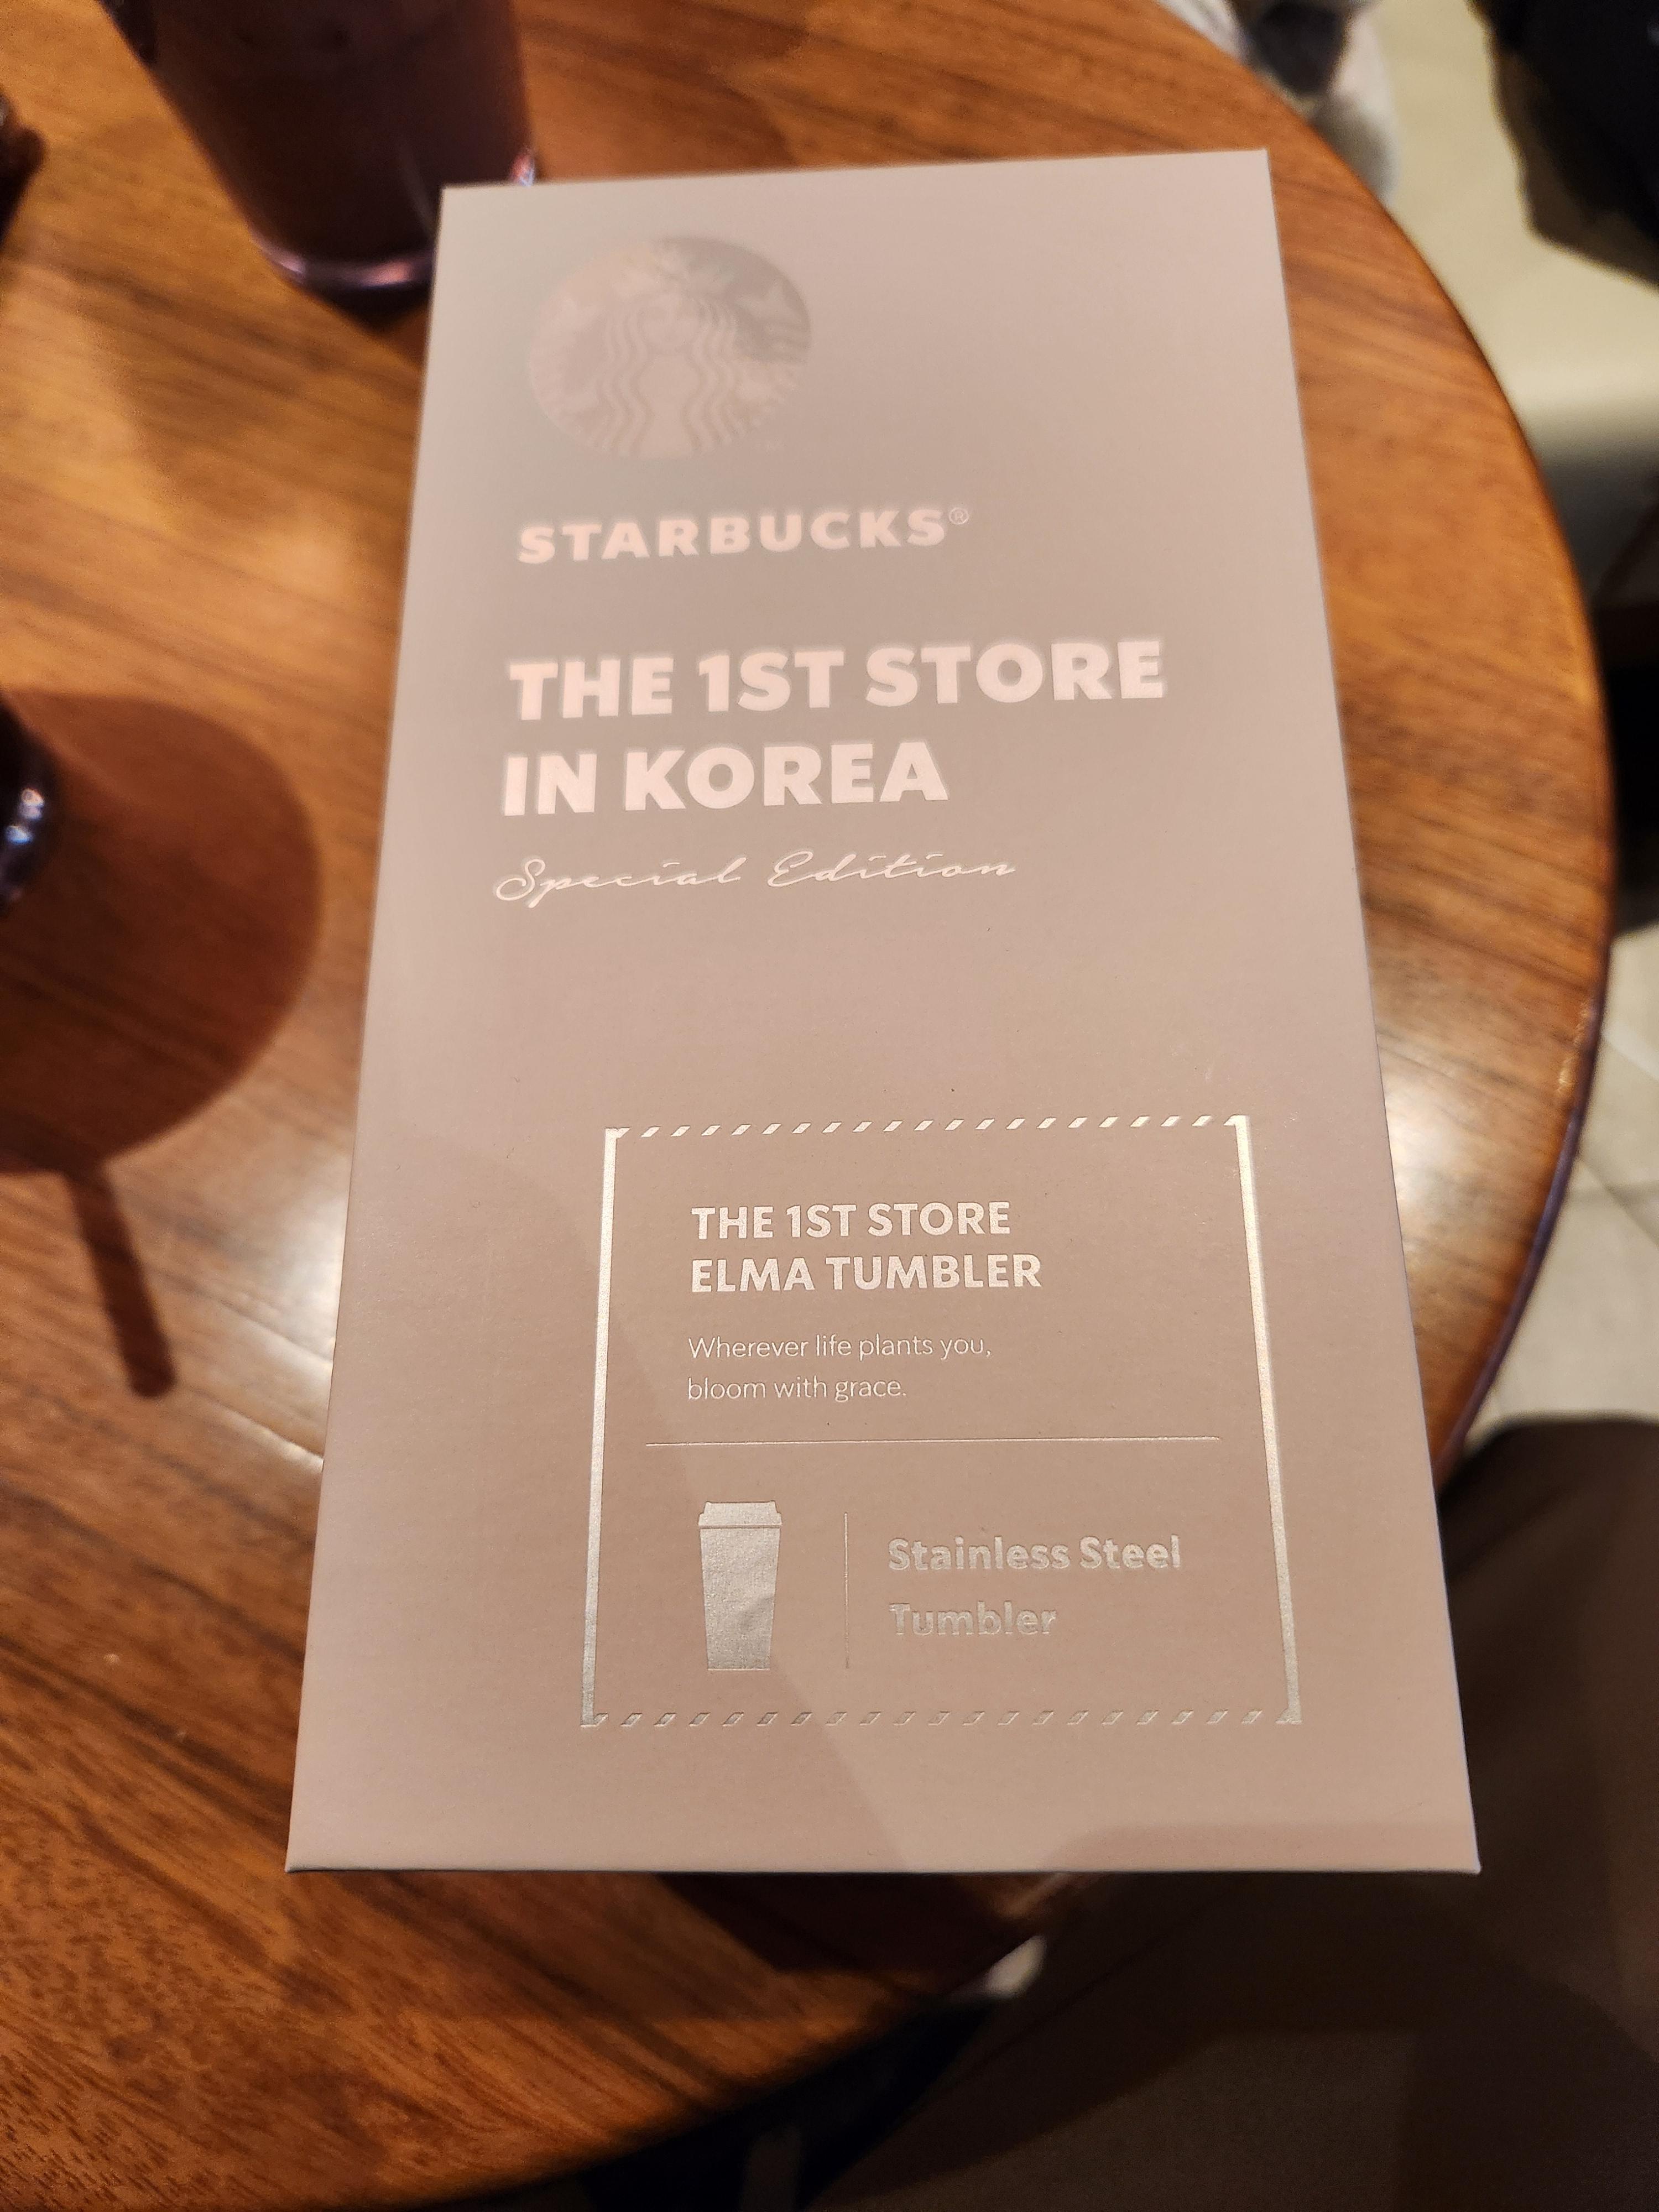 STARBUCKS®
THE 1ST STORE
IN KOREA
Special Edition
THE 1ST STORE
ELMA TUMBLER
Wherever life plants you,
bloom with grace.
Stainless Steel
Tumbler